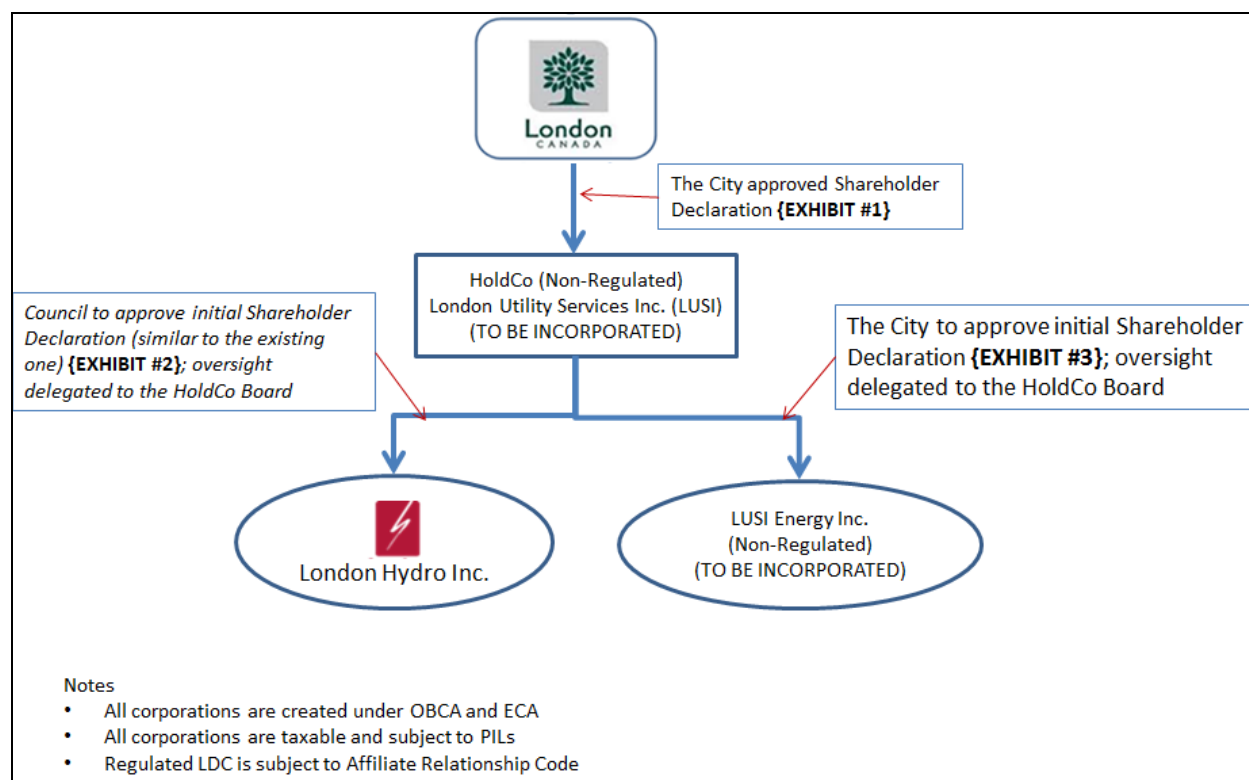 London
CANADA
The City approved Shareholder
Declaration {EXHIBIT #1}
HoldCo (Non-Regulated)
London Utility Services Inc. (LUSI)
(TO BE INCORPORATED)
Council to approve initial Shareholder
Declaration (similar to the existing
one) {EXHIBIT #2}; oversight
delegated to the HoldCo Board
The City to approve initial Shareholder
Declaration {EXHIBIT #3}; oversight
delegated to the HoldCo Board
London Hydro Inc.
LUSI Energy Inc.
(Non-Regulated)
(TO BE INCORPORATED)
Notes
• All corporations are created under OBCA and ECA
• All corporations are taxable and subject to PILs
• Regulated LDC is subject to Affiliate Relationship Code